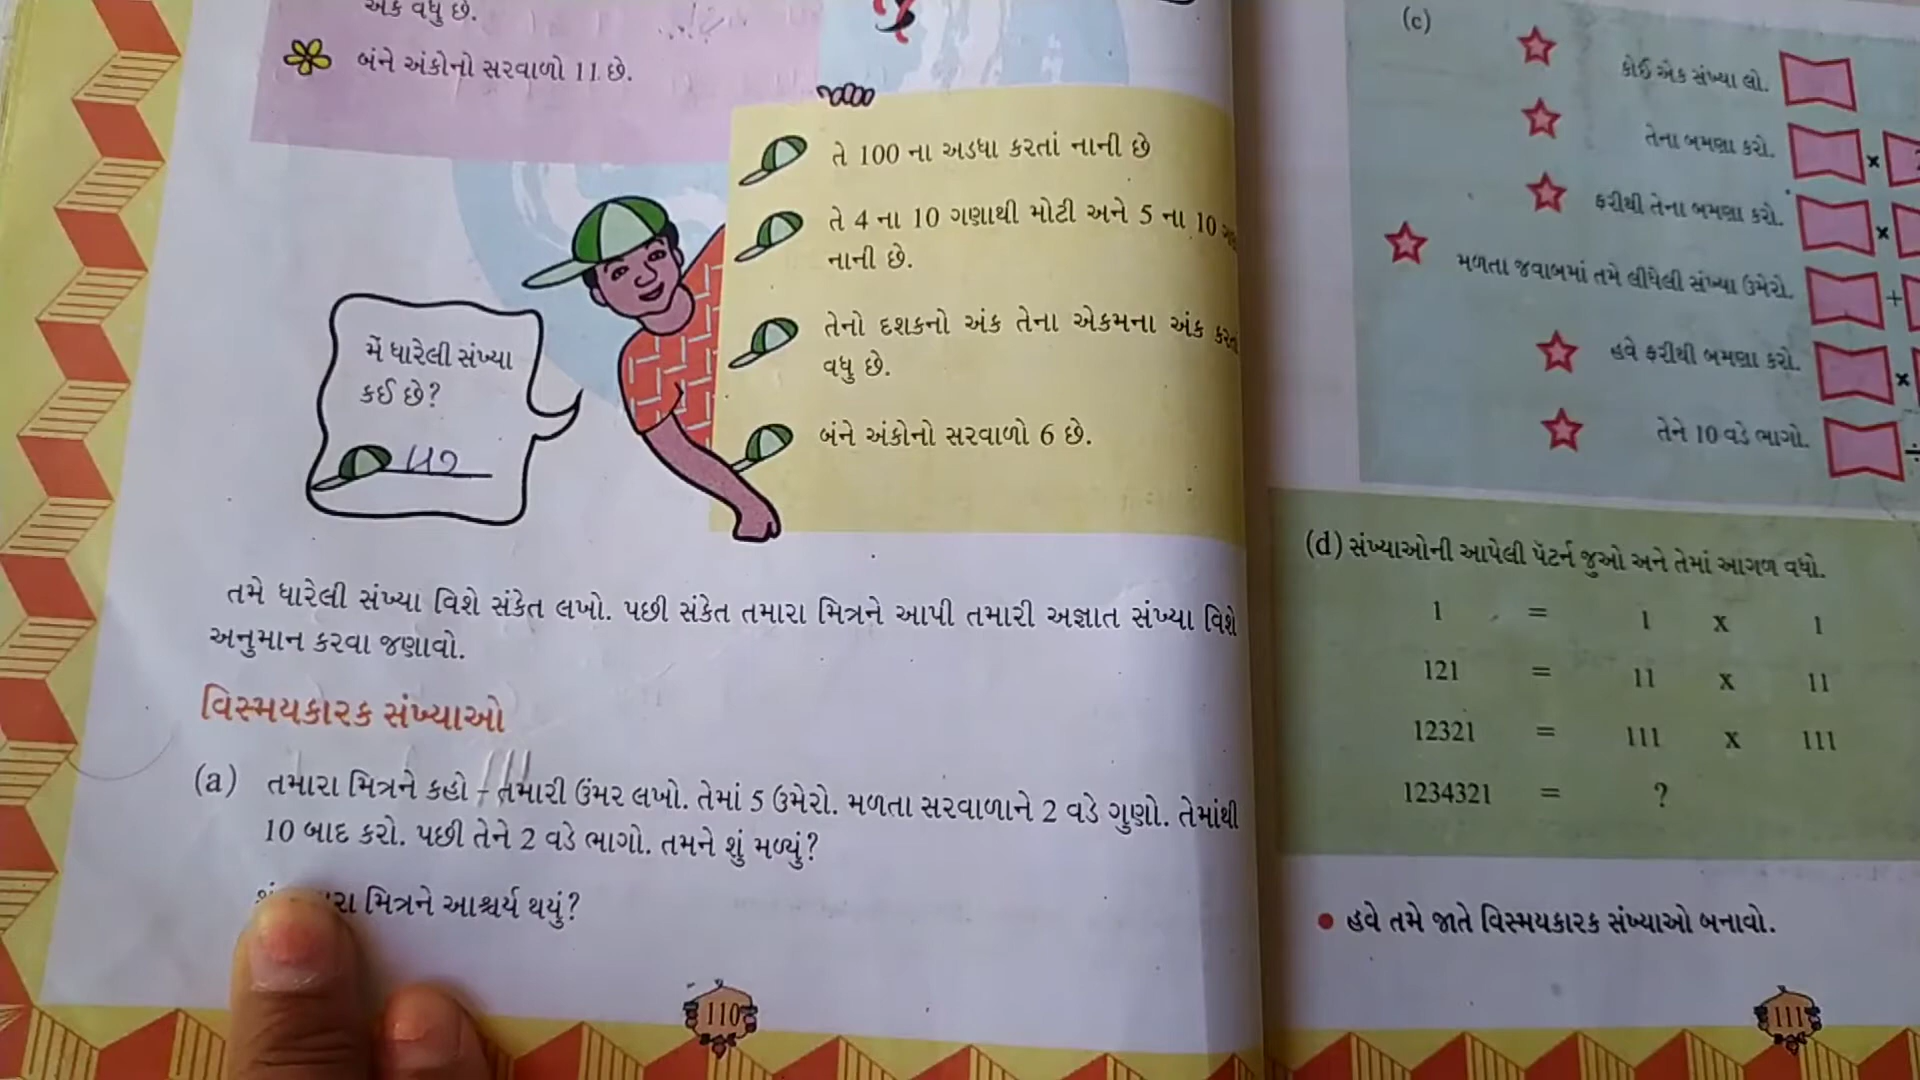 અંક વધુ છે.
બંને અંકોનો સરવાળો 11 છે.
તે 100 ના અડધા કરતાં નાની છે
તે 4 ના 10 ગણાથી મોટી અને 5 ના 10
નાની છે.
તેનો દશકનો અંક તેના એકમના અંક
વધુ છે.
બંને અંકોનો સરવાળો 6 છે.
મેં ધારેલી સંખ્યા
કઈ છે?
તમે ધારેલી સંખ્યા વિશે સંકેત લખો. પછી સંકેત તમારા મિત્રને આપી તમારી અજ્ઞાત સંખ્યા વિશે
અનુમાન કરવા જણાવો.
વિસ્મયકારક સંખ્યાઓ
(a) તમારા મિત્રને કહો - તમારી ઉંમર લખો. તેમાં 5 ઉમેરો. મળતા સરવાળાને 2 વડે ગુણો. તેમાંથી
10 બાદ કરો. પછી તેને 2 વડે ભાગો. તમને શું મળ્યું?
મિત્રને આશ્ચર્ય થયું?
110
(c)
કોઈ એક સંખ્યા લો.
તેના બમણા કરો. x
ફરીથી તેના બમણા કરો. x
મળતા જવાબમાં તમે લીધેલી સંખ્યા ઉમેરો. +
હવે ફરીથી બમણા કરો. x
તેને 10 વડે ભાગો. ÷
(d) સંખ્યાઓની આપેલી પૅટર્ન જુઓ અને તેમાં આગળ વધો.
1 = 1 x 1
121 = 11 x 11
12321 = 111 x 111
1234321 = ?
• હવે તમે જાતે વિસ્મયકારક સંખ્યાઓ બનાવો.
111